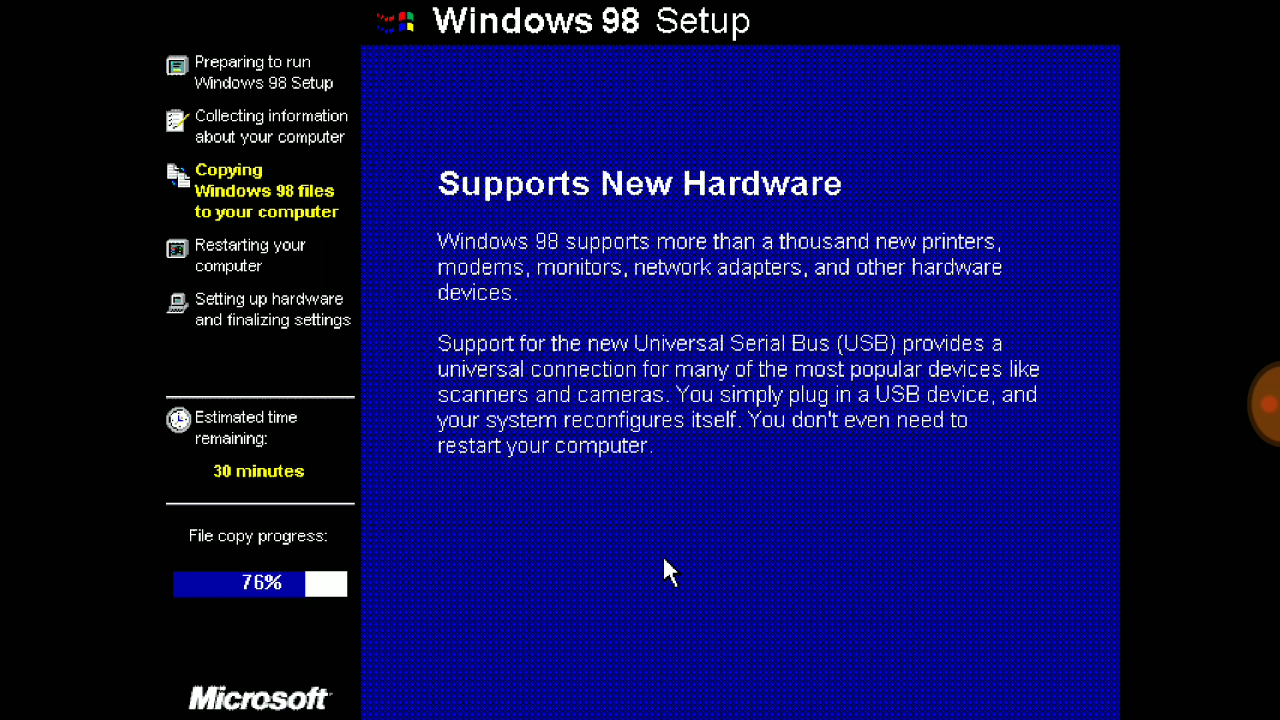 Windows 98 Setup
Preparing to run
Windows 98 Setup
Collecting information
about your computer
Copying
Windows 98 files
to your computer
Restarting your
computer
Setting up hardware
and finalizing settings
Estimated time
remaining:
30 minutes
File copy progress:
76%
Microsoft
Supports New Hardware
Windows 98 supports more than a thousand new printers,
modems, monitors, network adapters, and other hardware
devices.
Support for the new Universal Serial Bus (USB) provides a
universal connection for many of the most popular devices like
scanners and cameras. You simply plug in a USB device, and
your system reconfigures itself. You don't even need to
restart your computer.